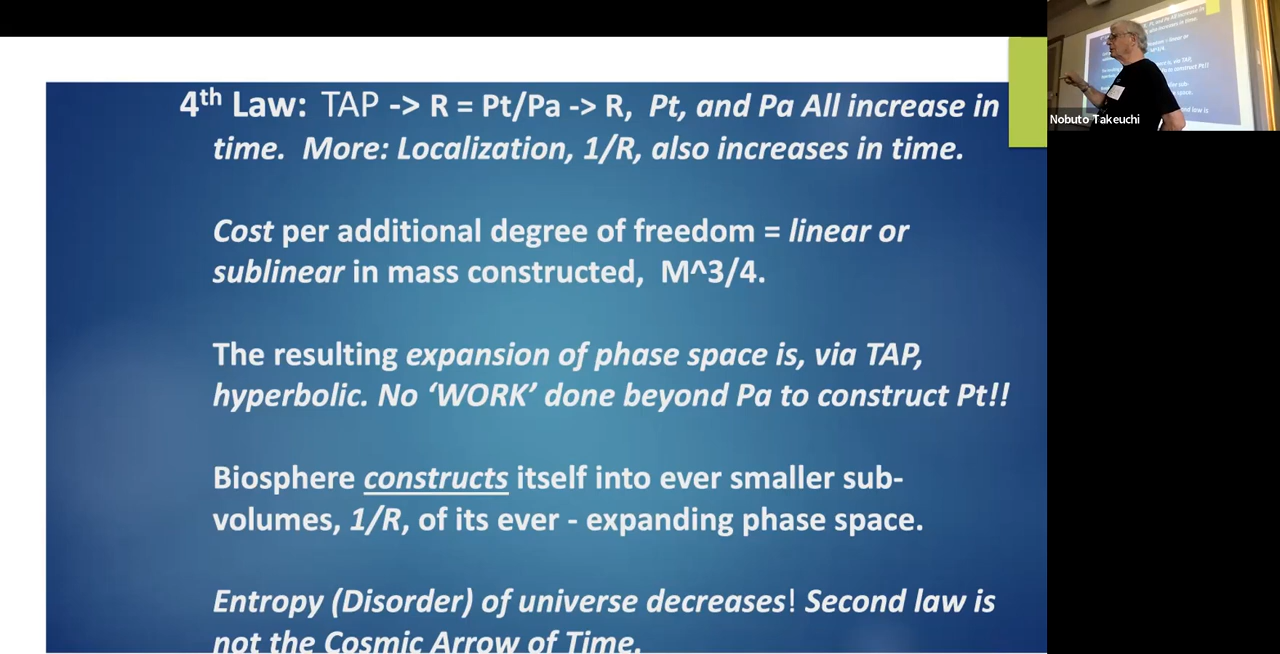 4th Law: TAP -> R = Pt/Pa -> R, Pt, and Pa All increase in
time. More: Localization, 1/R, also increases in time.
Cost per additional degree of freedom = linear or
sublinear in mass constructed, M^3/4.
The resulting expansion of phase space is, via TAP,
hyperbolic. No ‘WORK’ done beyond Pa to construct Pt!!
Biosphere constructs itself into ever smaller sub-
volumes, 1/R, of its ever - expanding phase space.
Entropy (Disorder) of universe decreases! Second law is
not the Cosmic Arrow of Time.
Nobuto Takeuchi